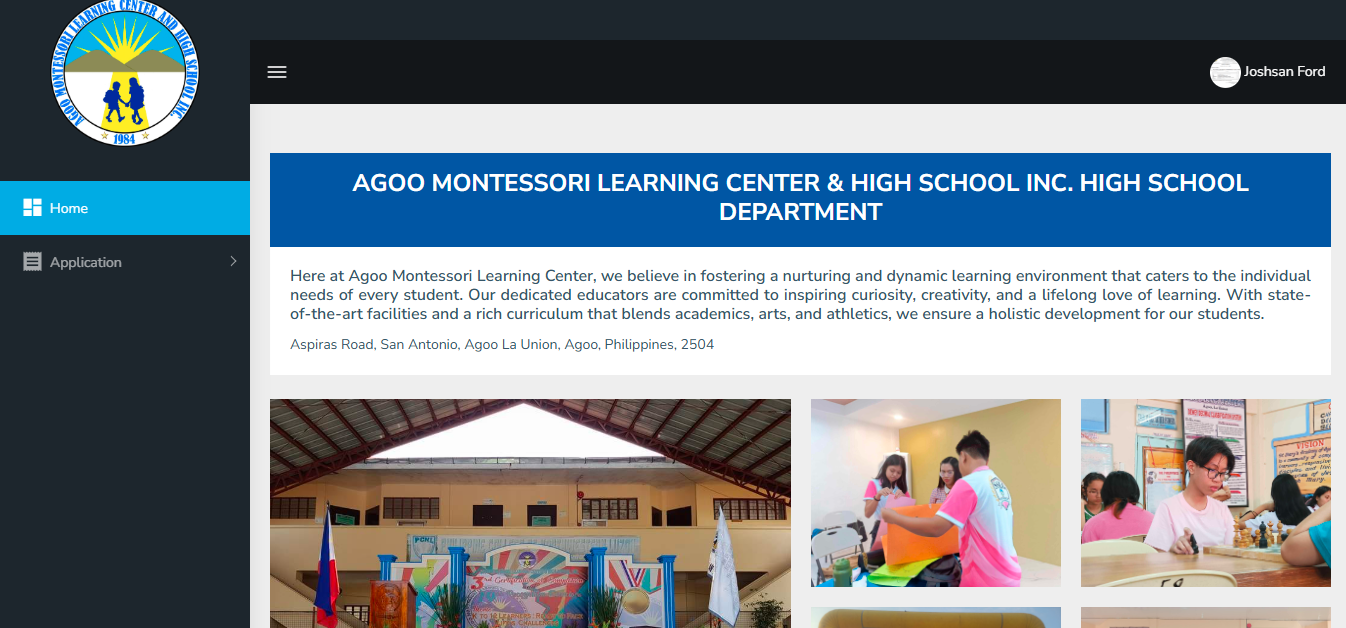 AGOO MONTESSORI LEARNING CENTER AND HIGH SCHOOL INC.
1984
Joshsan Ford
Home
Application
AGOO MONTESSORI LEARNING CENTER & HIGH SCHOOL INC. HIGH SCHOOL
DEPARTMENT
Here at Agoo Montessori Learning Center, we believe in fostering a nurturing and dynamic learning environment that caters to the individual
needs of every student. Our dedicated educators are committed to inspiring curiosity, creativity, and a lifelong love of learning. With state-
of-the-art facilities and a rich curriculum that blends academics, arts, and athletics, we ensure a holistic development for our students.
Aspiras Road, San Antonio, Agoo La Union, Agoo, Philippines, 2504
VISION